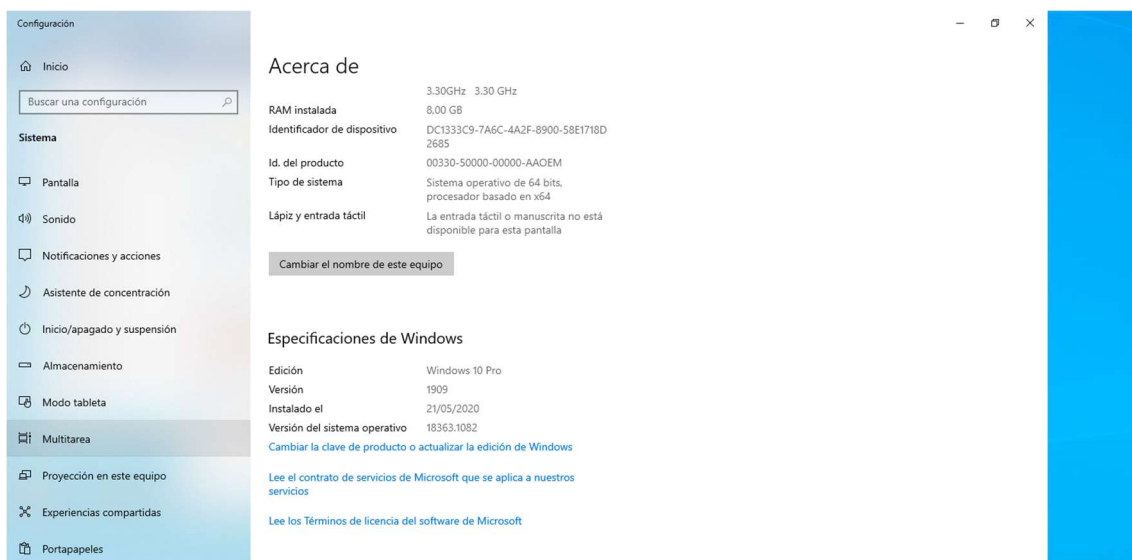 Configuración
Inicio
Buscar una configuración
Sistema
Pantalla
Sonido
Notificaciones y acciones
Asistente de concentración
Inicio/apagado y suspensión
Almacenamiento
Modo tableta
Multitarea
Proyección en este equipo
Experiencias compartidas
Portapapeles
Acerca de
3.30GHz 3.30 GHz
RAM instalada 8,00 GB
Identificador de dispositivo DC1333C9-7A6C-4A2F-8900-58E1718D
2685
Id. del producto 00330-50000-00000-AAOEM
Tipo de sistema Sistema operativo de 64 bits,
procesador basado en x64
Lápiz y entrada táctil La entrada táctil o manuscrita no está
disponible para esta pantalla
Cambiar el nombre de este equipo
Especificaciones de Windows
Edición Windows 10 Pro
Versión 1909
Instalado el 21/05/2020
Versión del sistema operativo 18363.1082
Cambiar la clave de producto o actualizar la edición de Windows
Lee el contrato de servicios de Microsoft que se aplica a nuestros
servicios
Lee los Términos de licencia del software de Microsoft